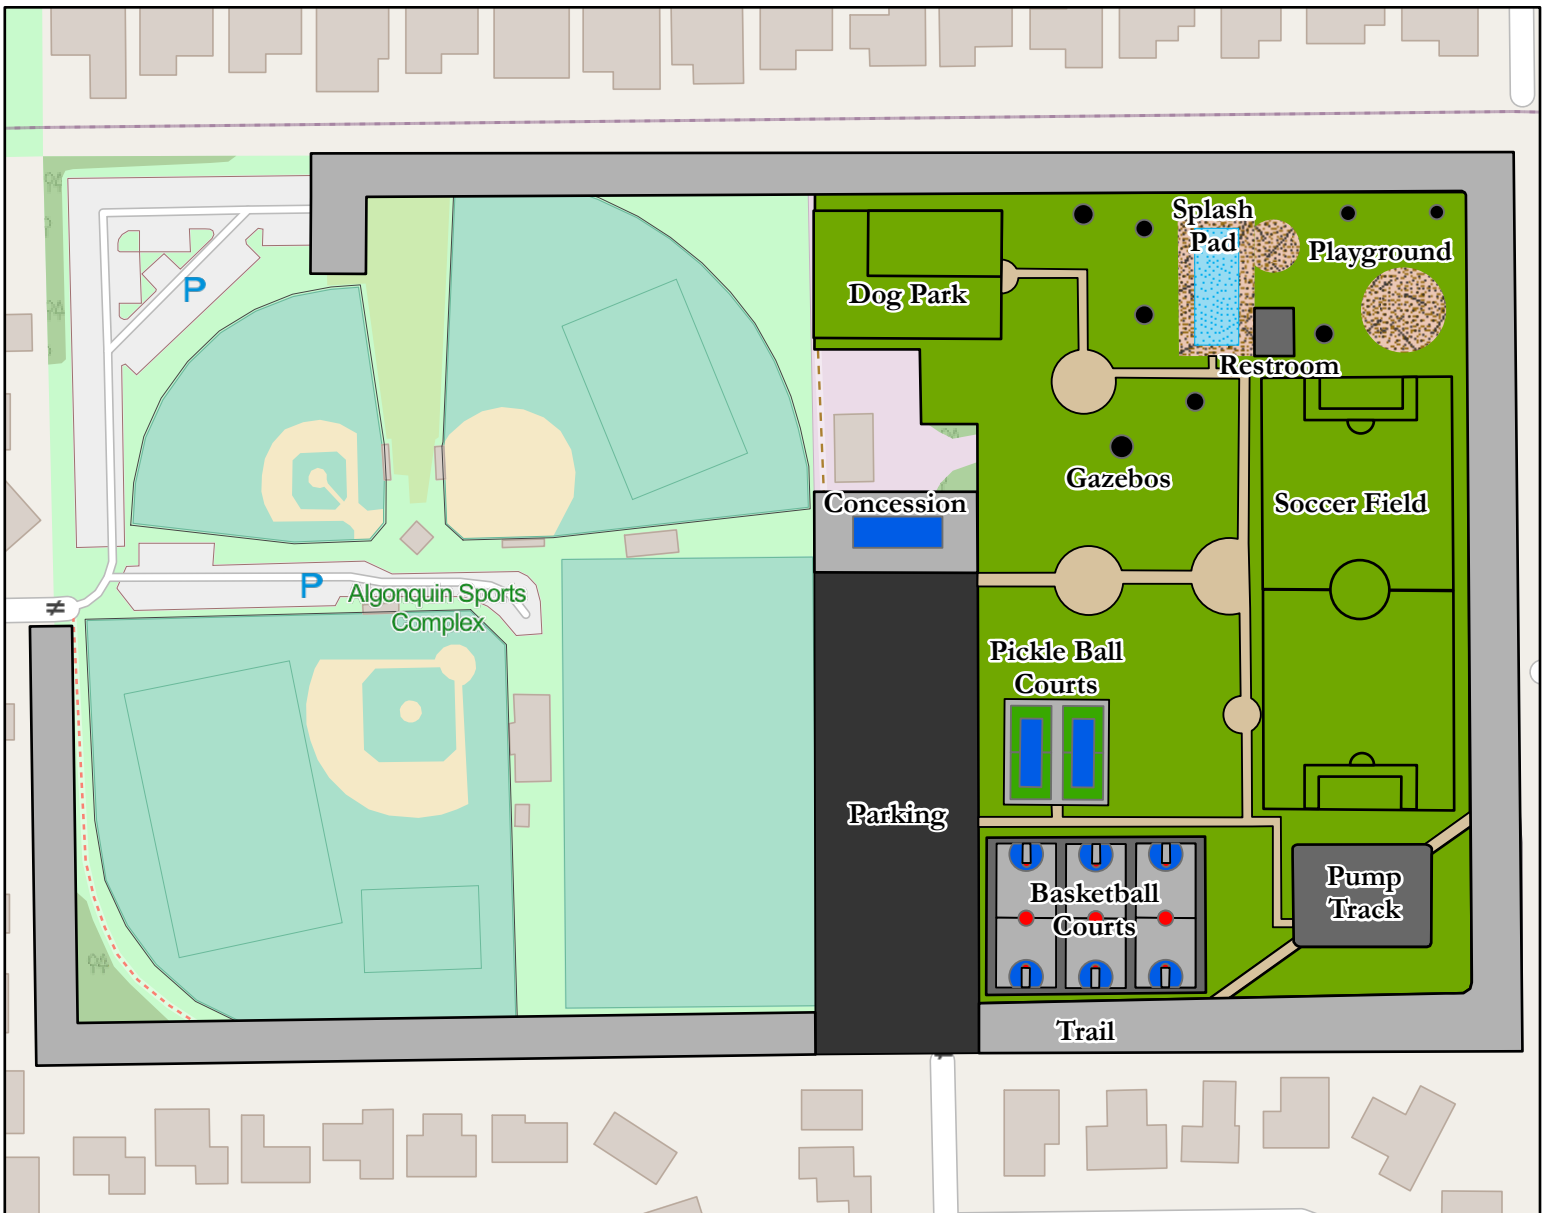 Splash
Pad
Playground
Dog Park
P
Restroom
Gazebos
Concession
Soccer Field
P
Algonquin Sports
Complex
Pickle Ball
Courts
Parking
Basketball
Courts
Pump
Track
Trail